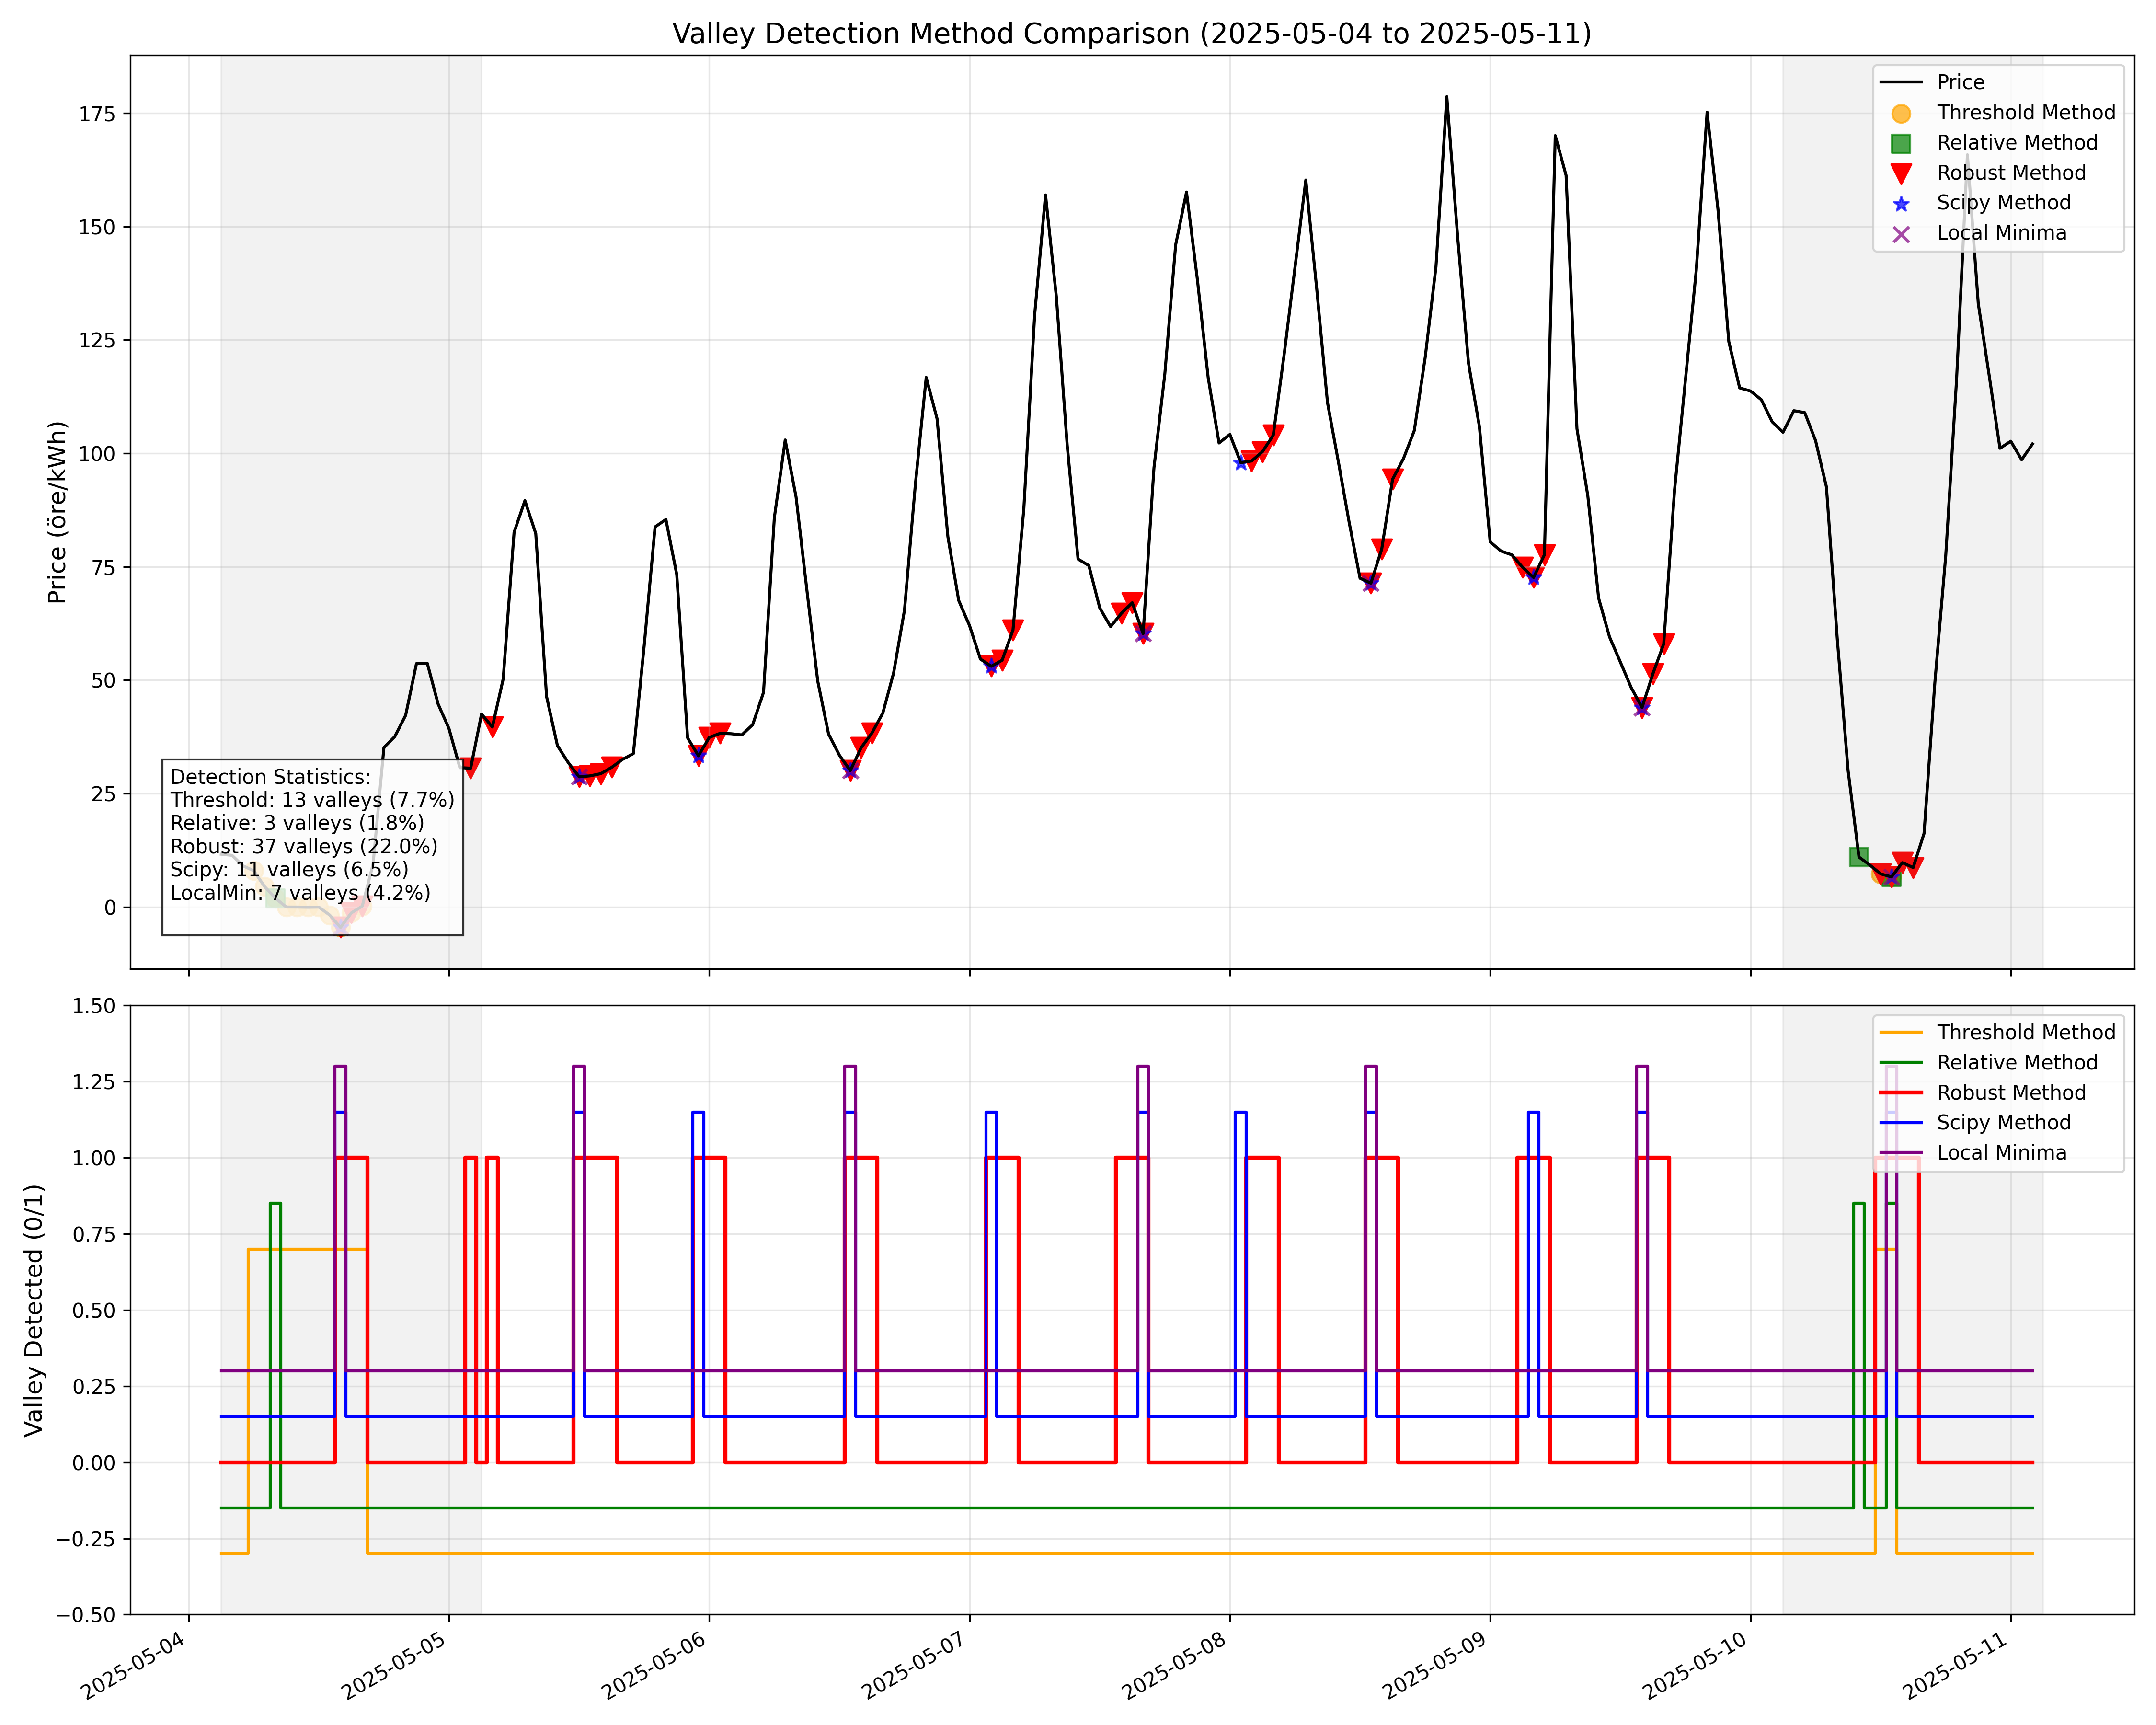 Valley Detection Method Comparison (2025-05-04 to 2025-05-11)
Price (öre/kWh)
175
150
125
100
75
50
25
0
Price
Threshold Method
Relative Method
Robust Method
Scipy Method
Local Minima
Detection Statistics:
Threshold: 13 valleys (7.7%)
Relative: 3 valleys (1.8%)
Robust: 37 valleys (22.0%)
Scipy: 11 valleys (6.5%)
LocalMin: 7 valleys (4.2%)
Valley Detected (0/1)
1.50
1.25
1.00
0.75
0.50
0.25
0.00
−0.25
−0.50
Threshold Method
Relative Method
Robust Method
Scipy Method
Local Minima
2025-05-04
2025-05-05
2025-05-06
2025-05-07
2025-05-08
2025-05-09
2025-05-10
2025-05-11